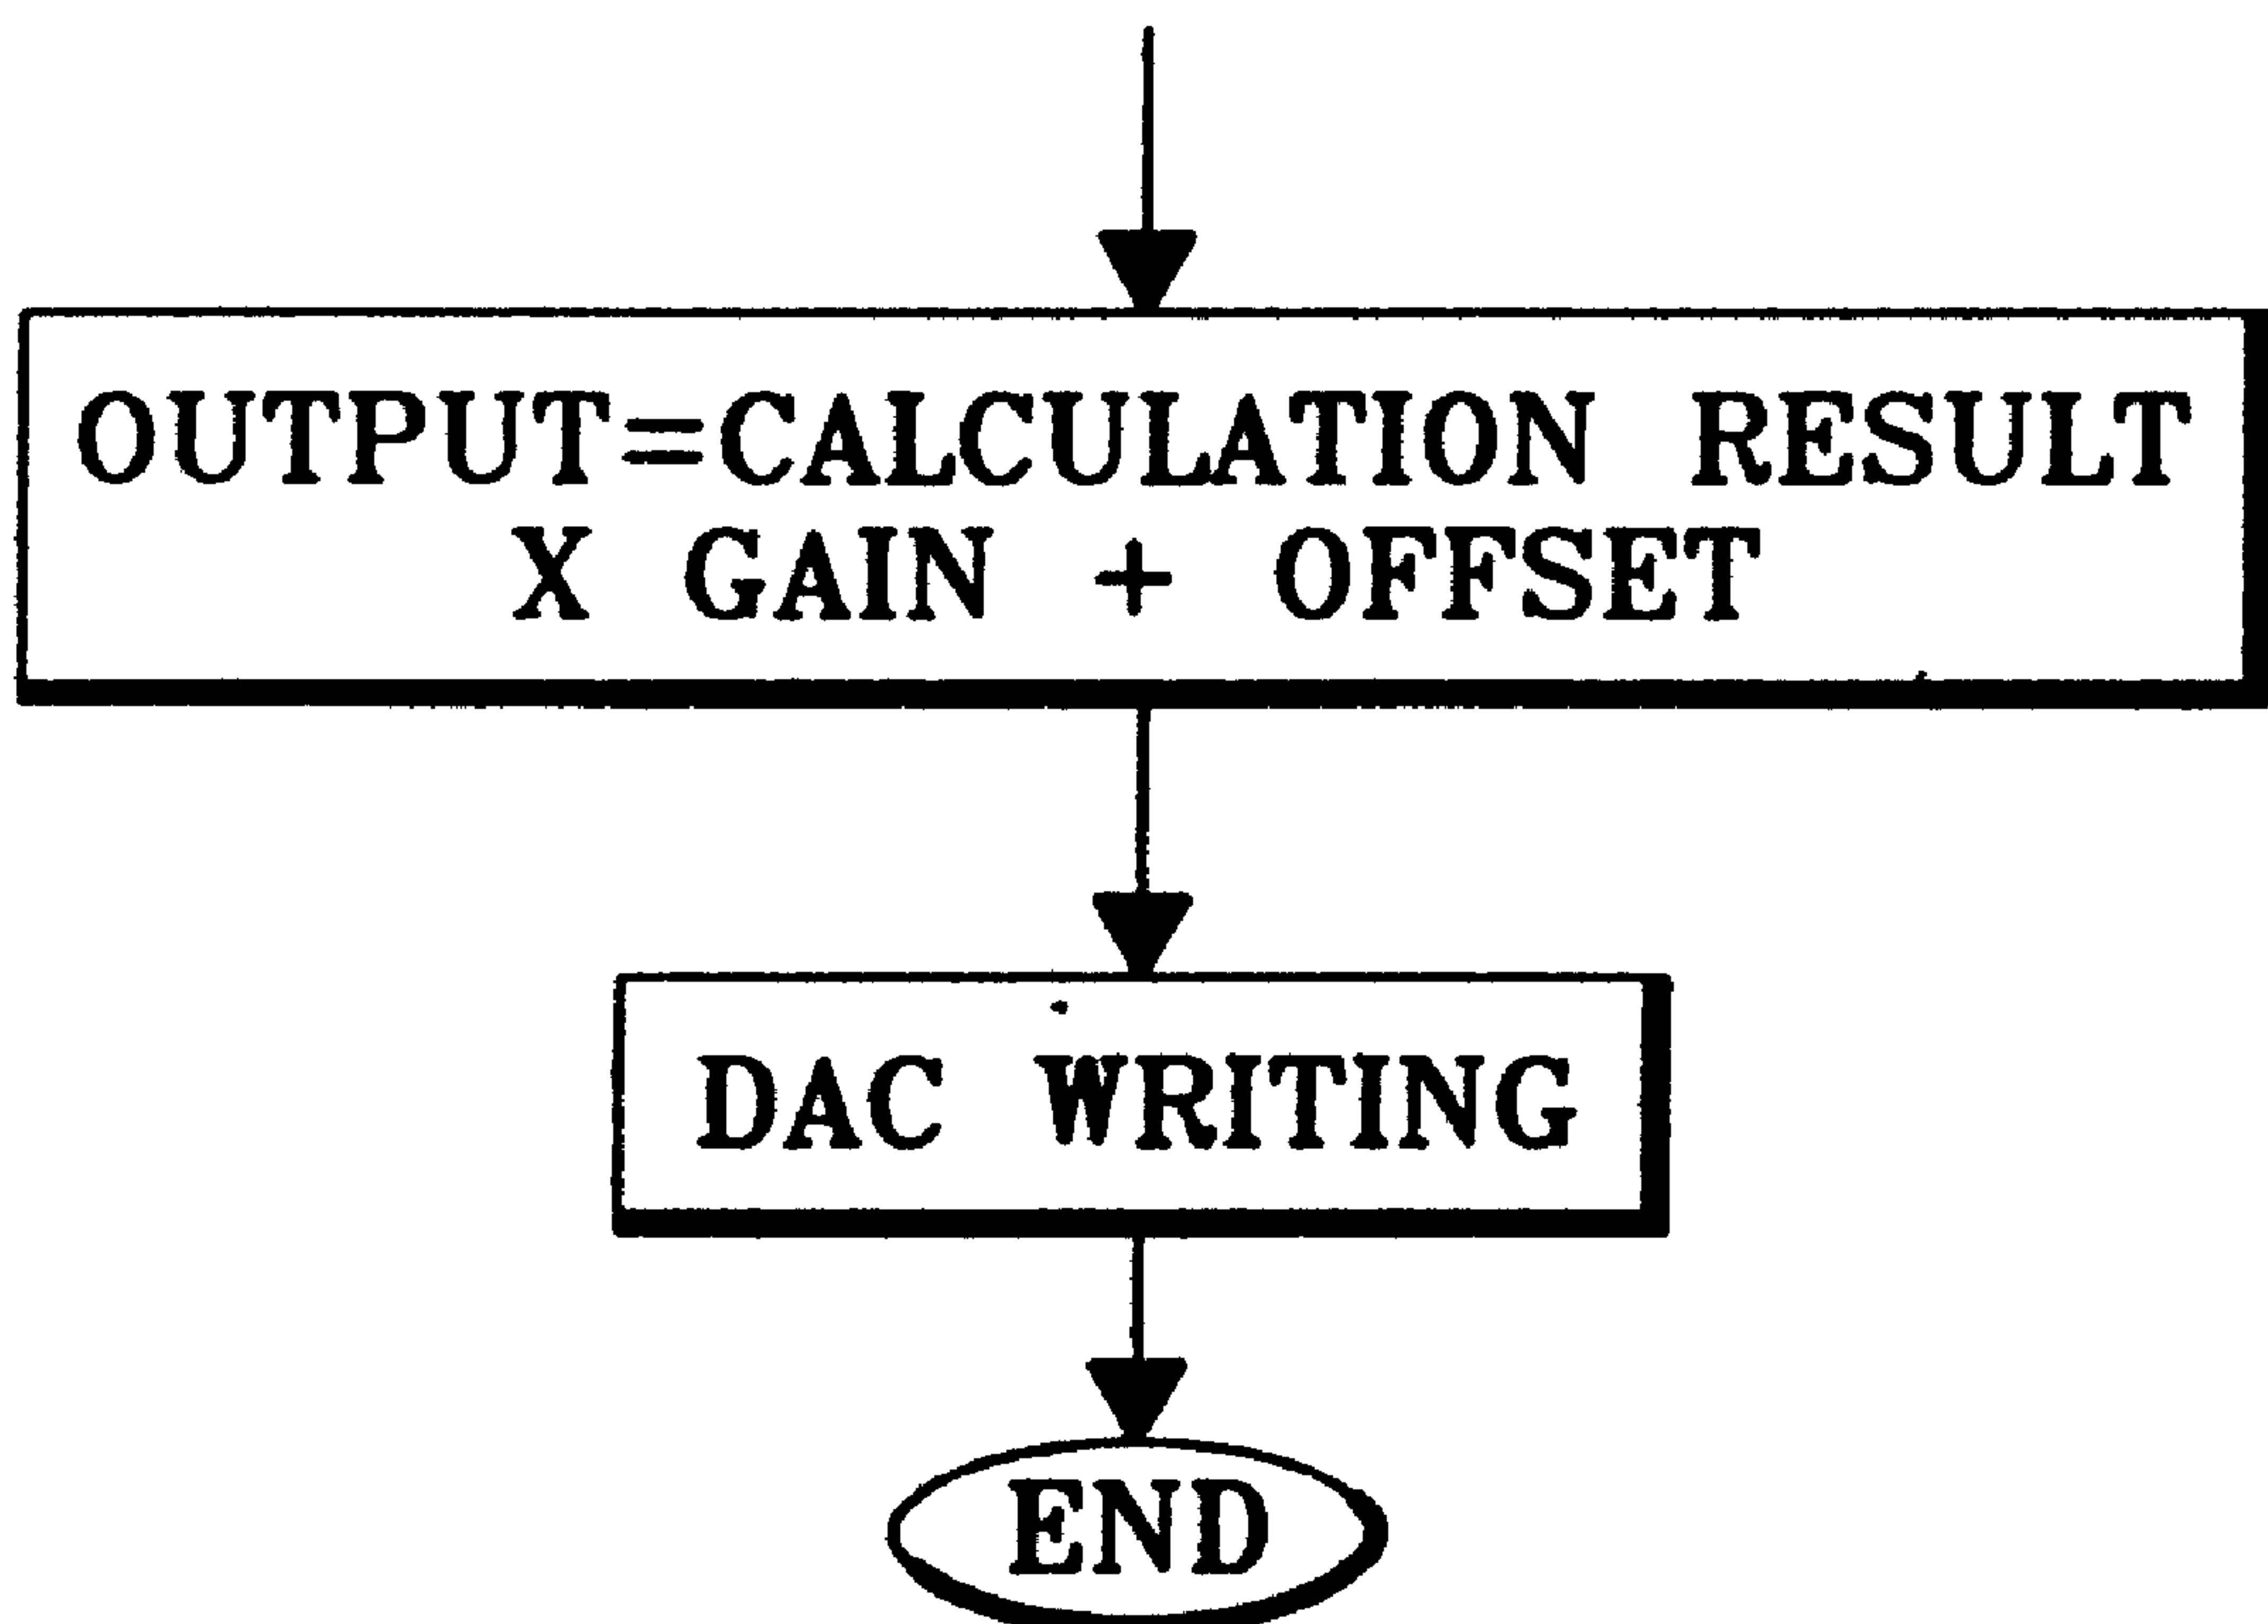 OUTPUT=CALCULATION RESULT
X GAIN + OFFSET
DAC WRITING
END